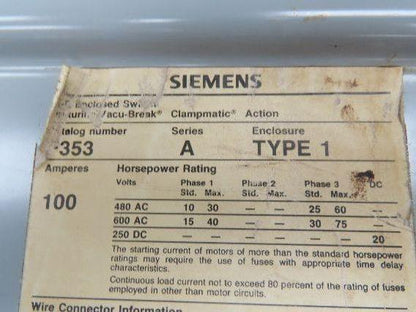 SIEMENS
Enclosed Switch
Vacu-Break® Clampmatic® Action
number Series Enclosure
353 A TYPE 1
Amperes Horsepower Rating
Volts Phase 1 Phase 2 Phase 3 DC
Std. Max. Std. Max. Std. Max.
100 480 AC 10 30 — — 25 60 —
600 AC 15 40 — — 30 75 —
250 DC — — — — — — 20
The starting current of motors of more than the standard horsepower
ratings may require the use of fuses with appropriate time delay
characteristics.
Continuous load current not to exceed 80 percent of the rating of fuses
employed in other than motor circuits.
Wire Connector Information